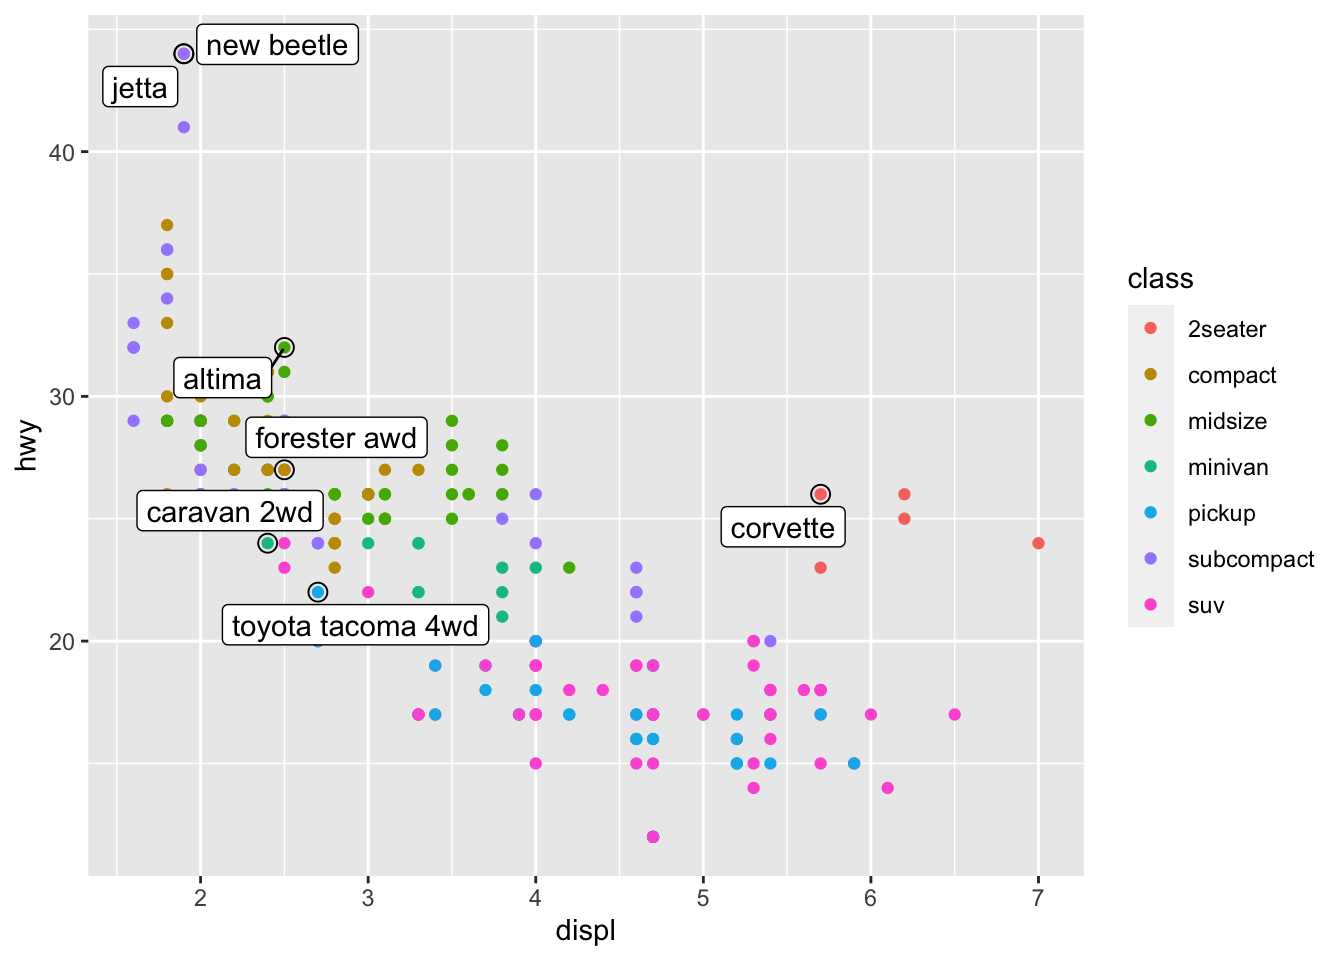 new beetle
jetta
40
altima
30
forester awd
hwy
caravan 2wd
corvette
toyota tacoma 4wd
20
2
3
4
5
6
7
displ
class
2seater
compact
midsize
minivan
pickup
subcompact
suv